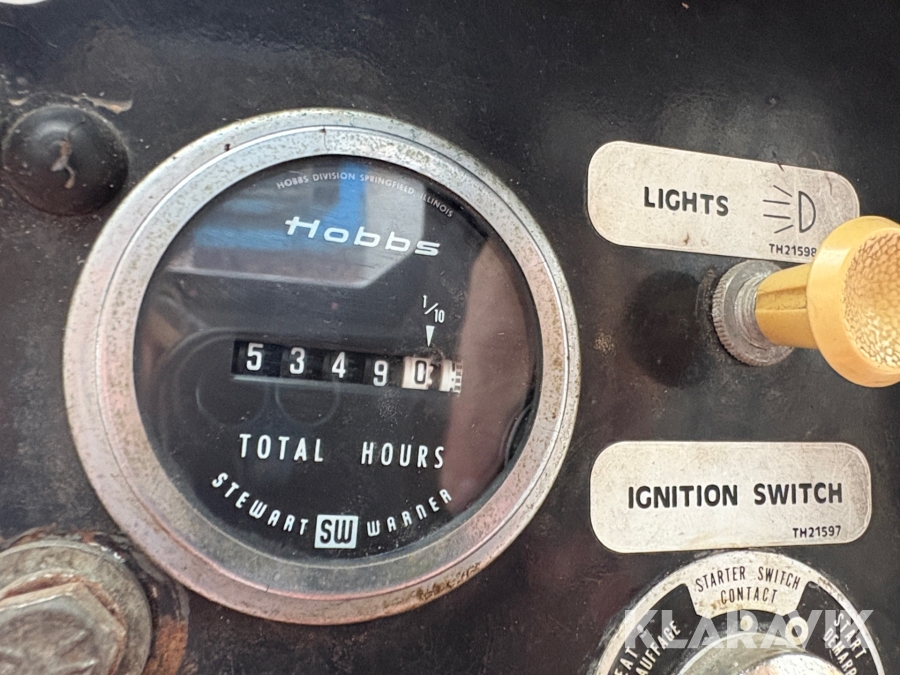 HOBBS DIVISION SPRINGFIELD, ILLINOIS
Hobbs
1/10
5 3 4 9 0
TOTAL HOURS
STEWART SW WARNER
LIGHTS
TH21598
IGNITION SWITCH
TH21597
STARTER SWITCH
CONTACT
START
KLARAVIK